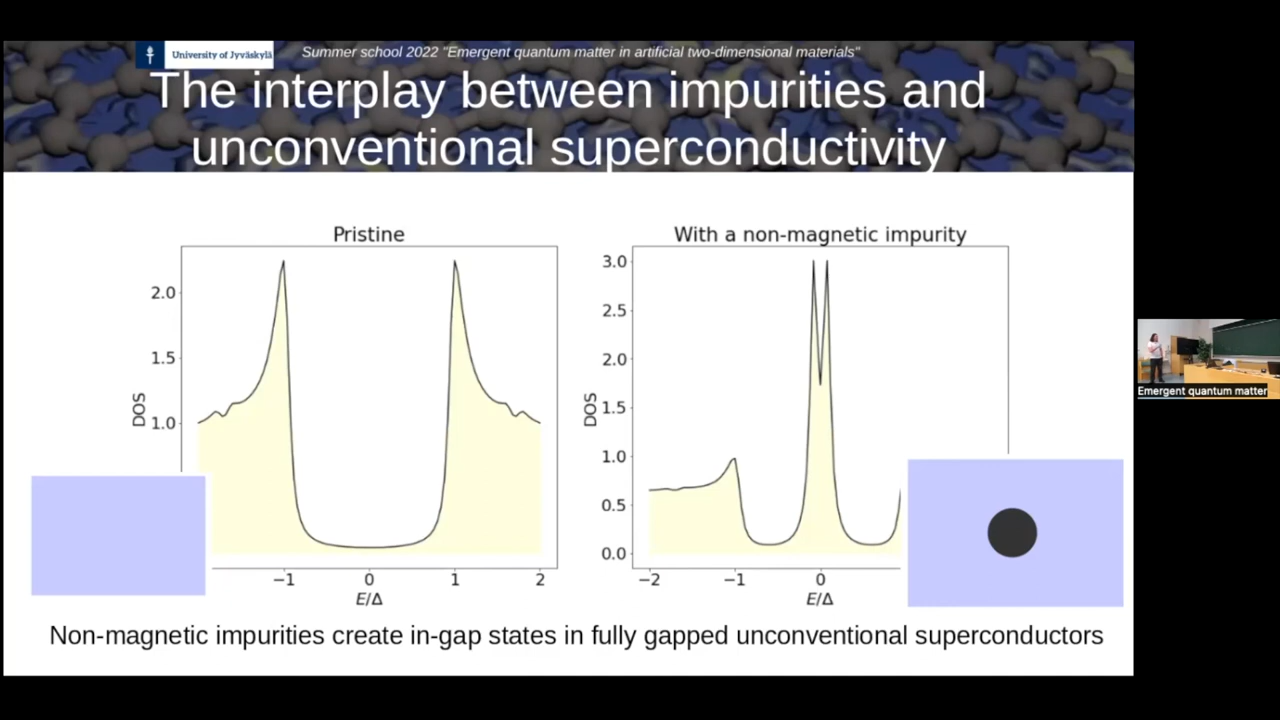 University of Jyväskylä
Summer school 2022 "Emergent quantum matter in artificial two-dimensional materials"
The interplay between impurities and
unconventional superconductivity
Pristine
2.0
1.5
1.0
DOS
−1
0
1
2
E/Δ
With a non-magnetic impurity
3.0
2.5
2.0
1.5
1.0
0.5
0.0
DOS
−2
−1
0
E/Δ
Non-magnetic impurities create in-gap states in fully gapped unconventional superconductors
Emergent quantum matter